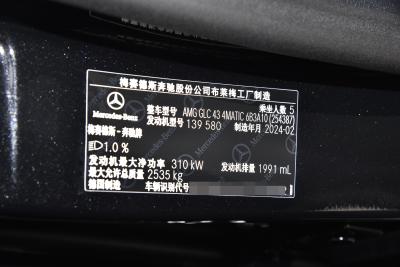 梅赛德斯奔驰股份公司布莱梅工厂制造
整车型号 AMG GLC 43 4MATIC 6B3A10 (254387) 乘坐人数 5
发动机型号 139 580 制造年月 2024-02
Mercedes-Benz
梅赛德斯-奔驰牌
1.0 %
发动机最大净功率 310 kW 发动机排量 1991 mL
最大允许总质量 2535 kg
德国制造 车辆识别代号